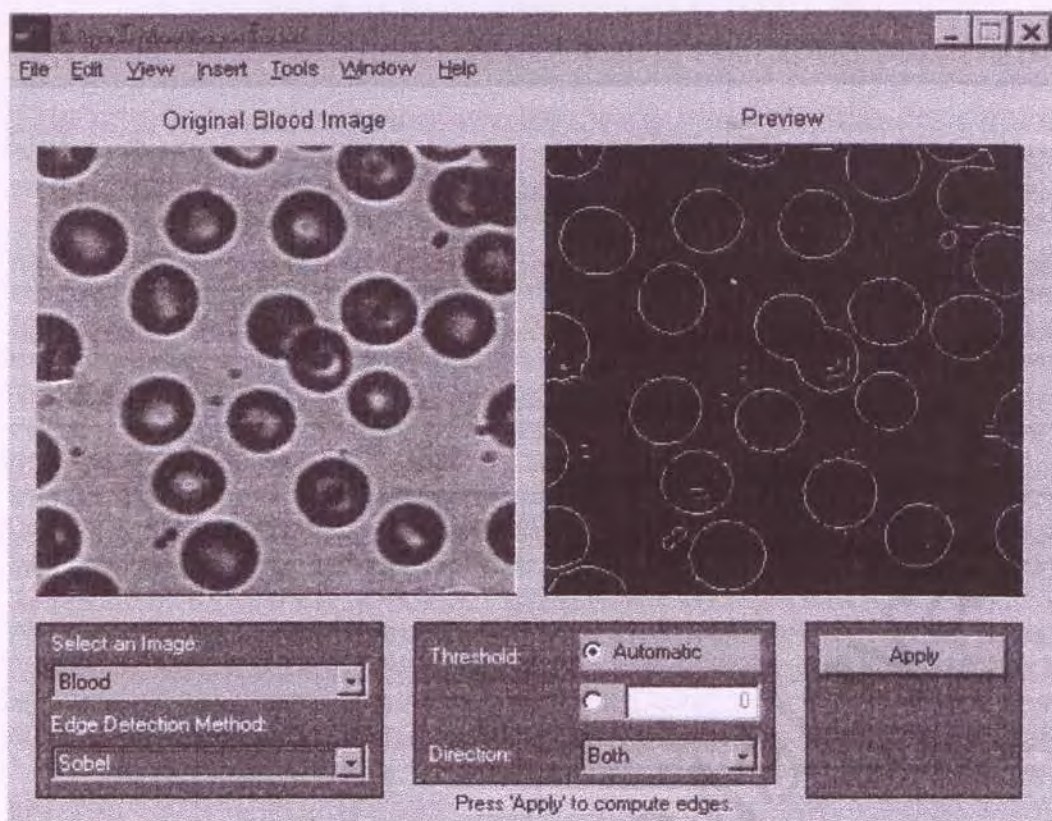 File Edit View Insert Tools Window Help
Original Blood Image
Preview
Select an Image:
Blood
Edge Detection Method:
Sobel
Threshold:
Automatic
0
Direction:
Both
Apply
Press 'Apply' to compute edges.